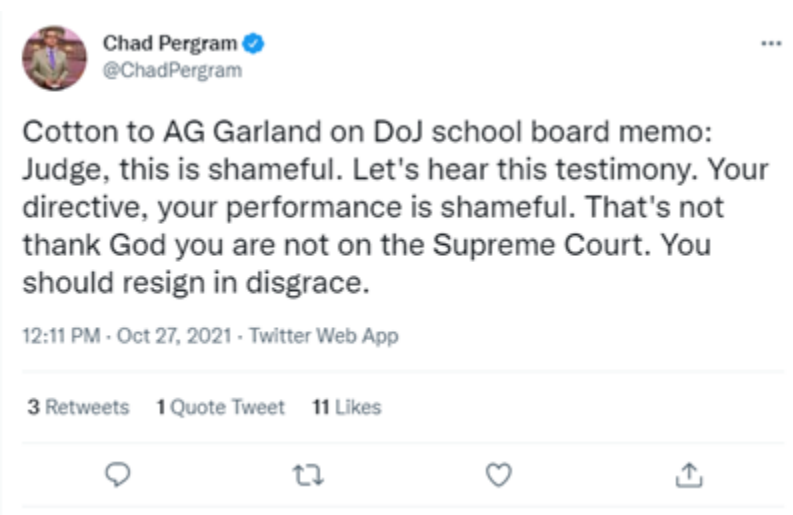 Chad Pergram
@ChadPergram
Cotton to AG Garland on DoJ school board memo:
Judge, this is shameful. Let's hear this testimony. Your
directive, your performance is shameful. That's not
thank God you are not on the Supreme Court. You
should resign in disgrace.
12:11 PM · Oct 27, 2021 · Twitter Web App
3 Retweets 1 Quote Tweet 11 Likes